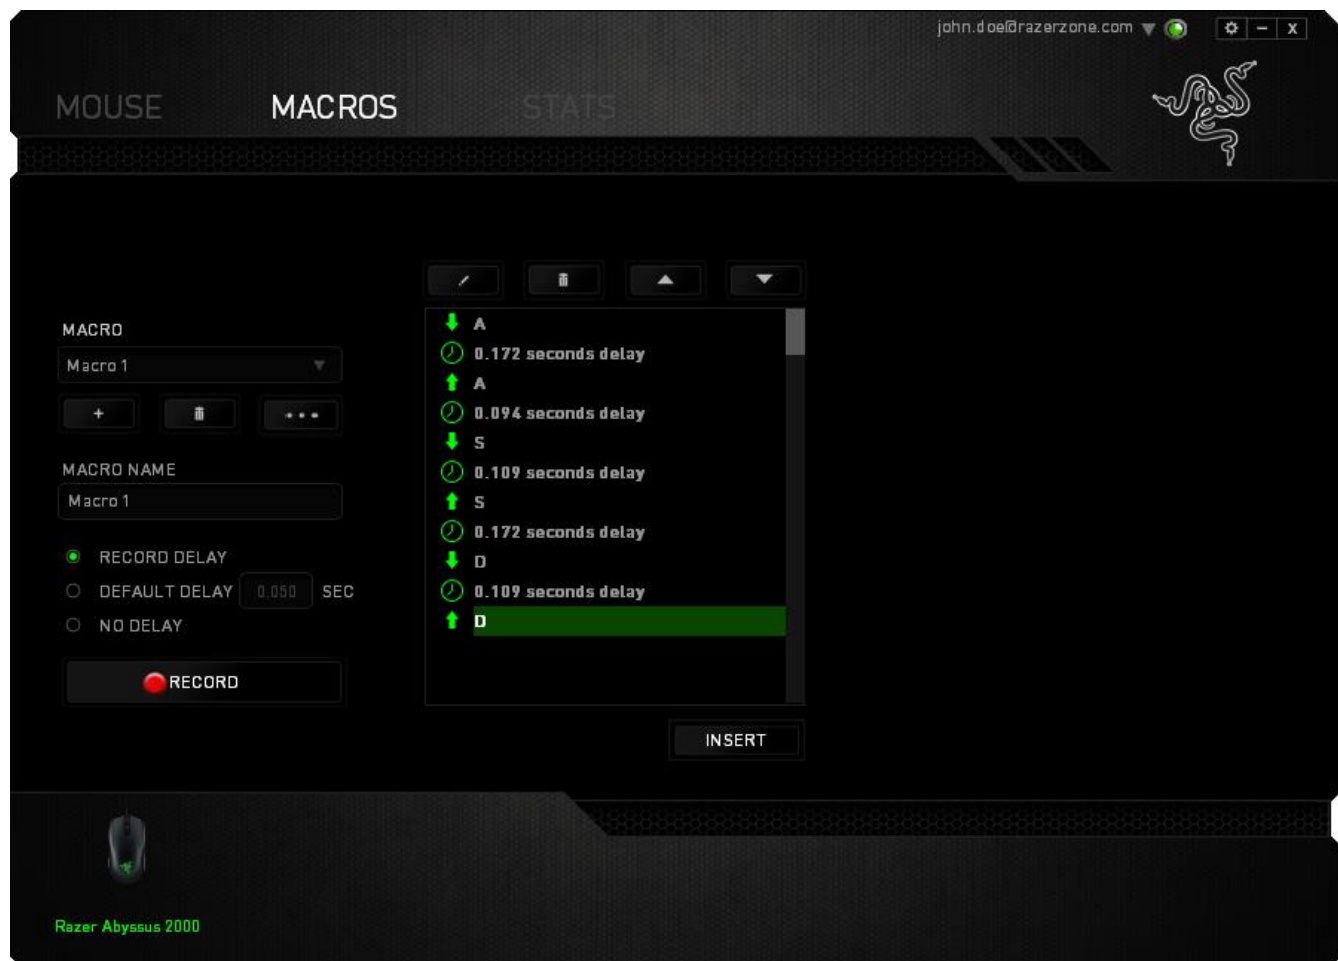 john.doe@razerzone.com
MOUSE MACROS STATS
MACRO
Macro 1
MACRO NAME
Macro 1
RECORD DELAY
DEFAULT DELAY 0.050 SEC
NO DELAY
RECORD
A
0.172 seconds delay
A
0.094 seconds delay
S
0.109 seconds delay
S
0.172 seconds delay
D
0.109 seconds delay
D
INSERT
Razer Abyssus 2000